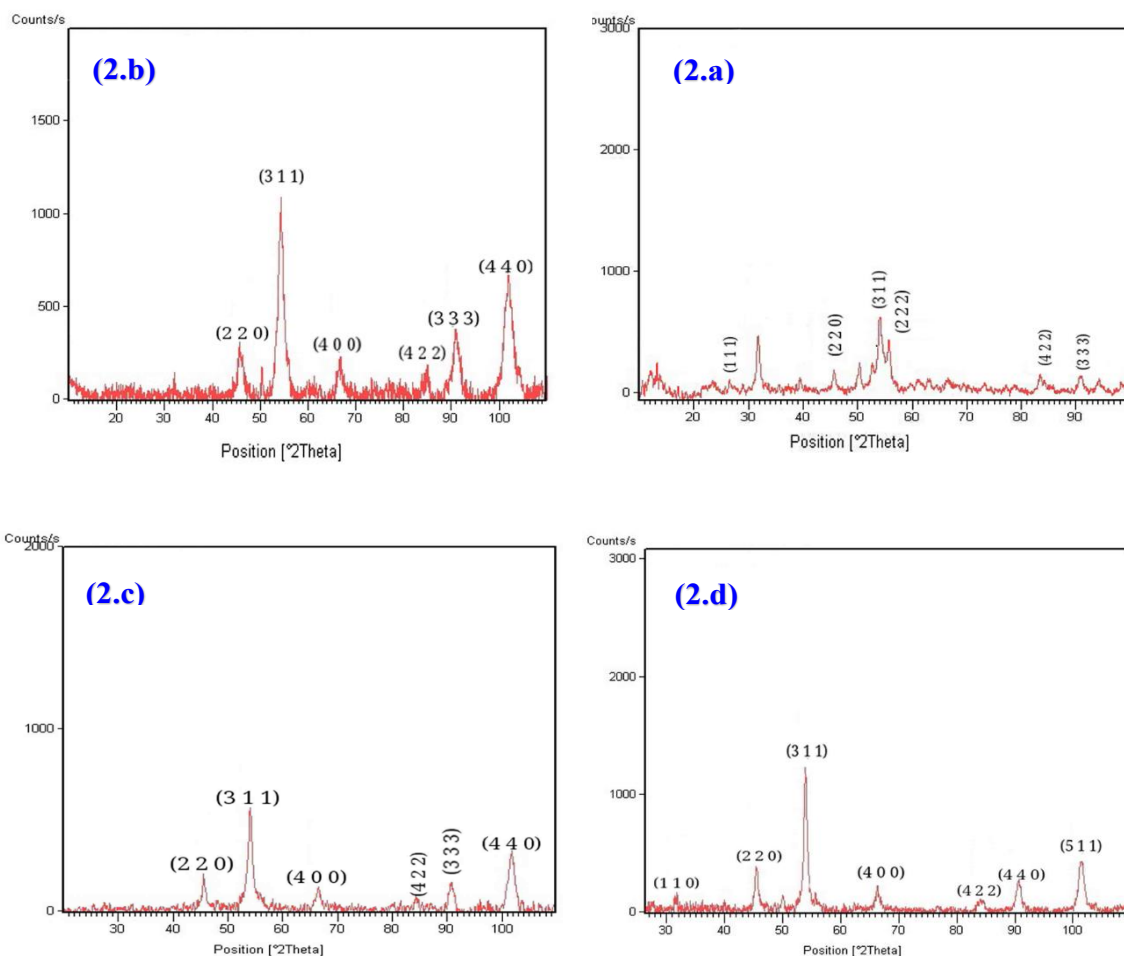 Counts/s
(2.b)
1500
1000
500
0
(3 1 1)
(2 2 0)
(4 0 0)
(4 2 2)
(3 3 3)
(4 4 0)
20 30 40 50 60 70 80 90 100
Position [°2Theta]
ounts/s
(2.a)
3000
2000
1000
0
(1 1 1)
(2 2 0)
(3 1 1)
(2 2 2)
(4 2 2)
(3 3 3)
20 30 40 50 60 70 80 90
Position [°2Theta]
Counts/s
(2.c)
2000
1000
0
(2 2 0)
(3 1 1)
(4 0 0)
(4 2 2)
(3 3 3)
(4 4 0)
30 40 50 60 70 80 90 100
Position [°2Theta]
Counts/s
(2.d)
3000
2000
1000
0
(1 1 0)
(2 2 0)
(3 1 1)
(4 0 0)
(4 2 2)
(4 4 0)
(5 1 1)
30 40 50 60 70 80 90 100
Position [°2Theta]